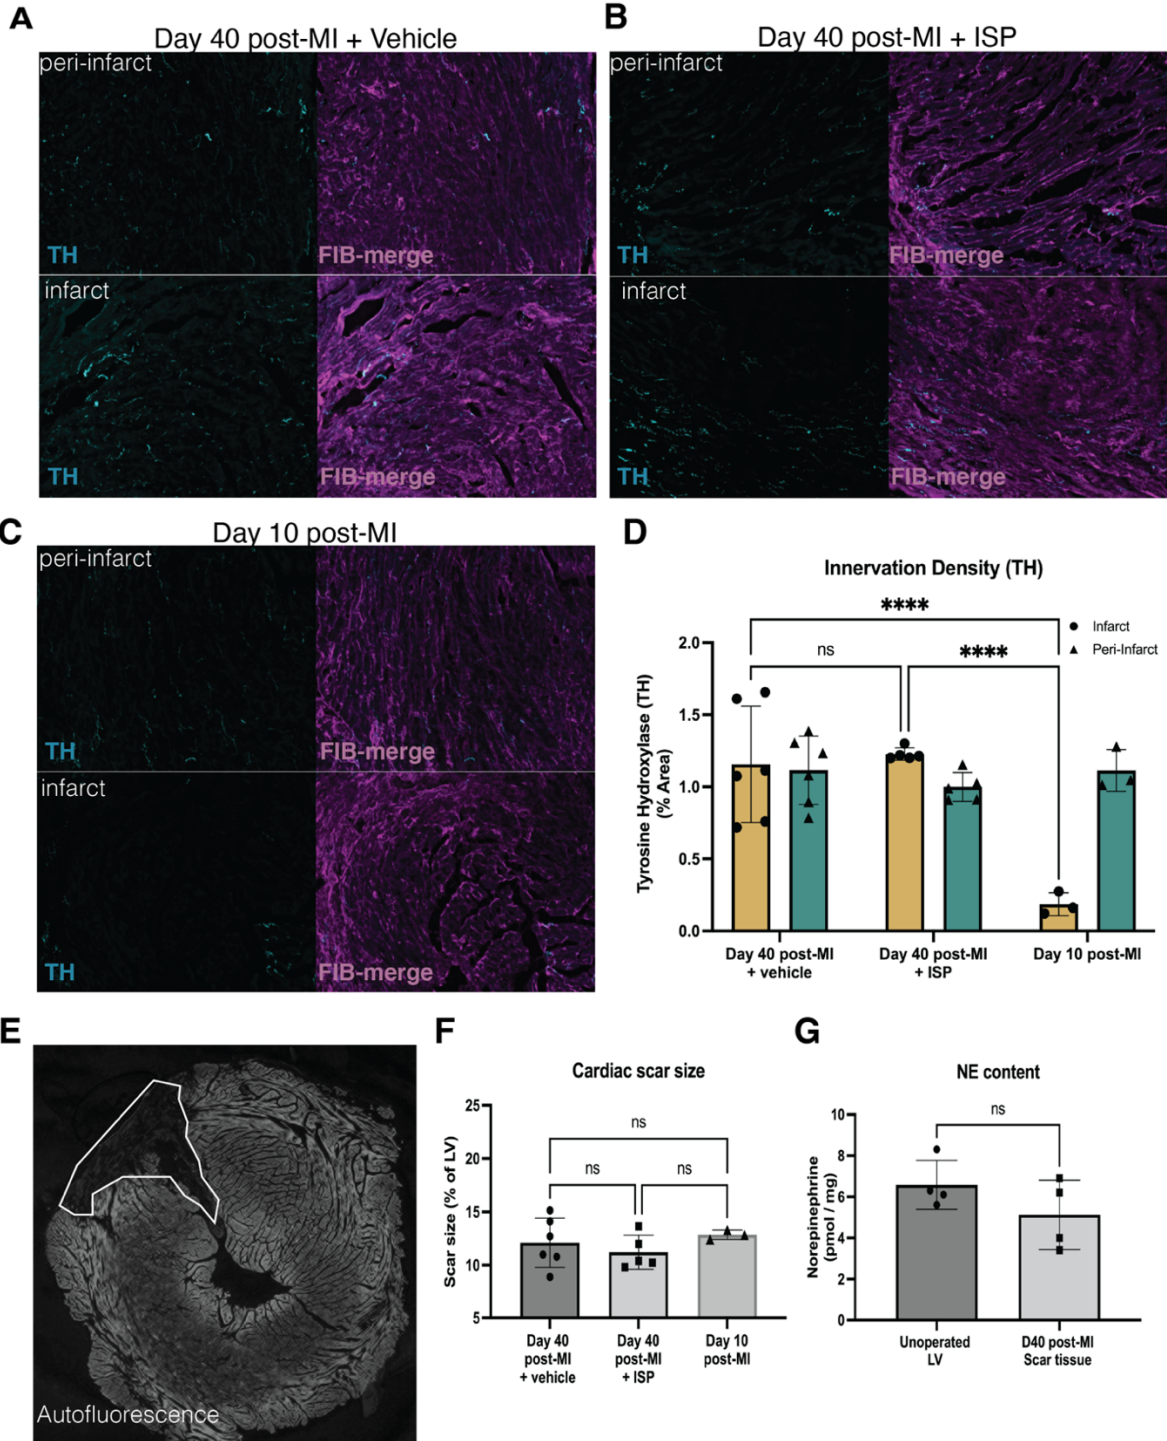 A
Day 40 post-MI + Vehicle
peri-infarct
TH
FIB-merge
infarct
TH
FIB-merge
B
Day 40 post-MI + ISP
peri-infarct
TH
FIB-merge
infarct
TH
FIB-merge
C
Day 10 post-MI
peri-infarct
TH
FIB-merge
infarct
TH
FIB-merge
D
Innervation Density (TH)
****
ns
****
Infarct
Peri-Infarct
Tyrosine Hydroxylase (TH)
(% Area)
2.0
1.5
1.0
0.5
0.0
Day 40 post-MI
+ vehicle
Day 40 post-MI
+ ISP
Day 10 post-MI
E
Autofluorescence
F
Cardiac scar size
ns
ns
ns
Scar size (% of LV)
25
20
15
10
5
Day 40
post-MI
+ vehicle
Day 40
post-MI
+ ISP
Day 10
post-MI
G
NE content
ns
Norepinephrine
(pmol / mg)
10
8
6
4
2
0
Unoperated
LV
D40 post-MI
Scar tissue